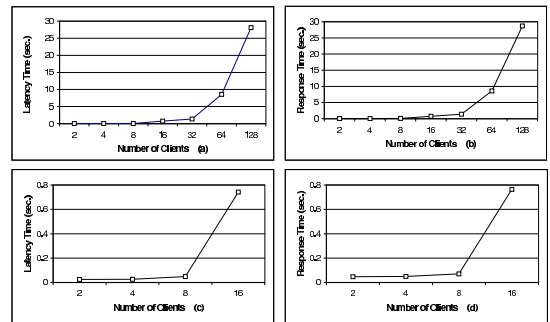 30
25
20
15
10
5
0
Latency Time (sec.)
2 4 8 16 32 64 128
Number of Clients (a)
30
25
20
15
10
5
0
Response Time (sec.)
2 4 8 16 32 64 128
Number of Clients (b)
0.8
0.6
0.4
0.2
0
Latency Time (sec.)
2 4 8 16
Number of Clients (c)
0.8
0.6
0.4
0.2
0
Response Time (sec.)
2 4 8 16
Number of Clients (d)